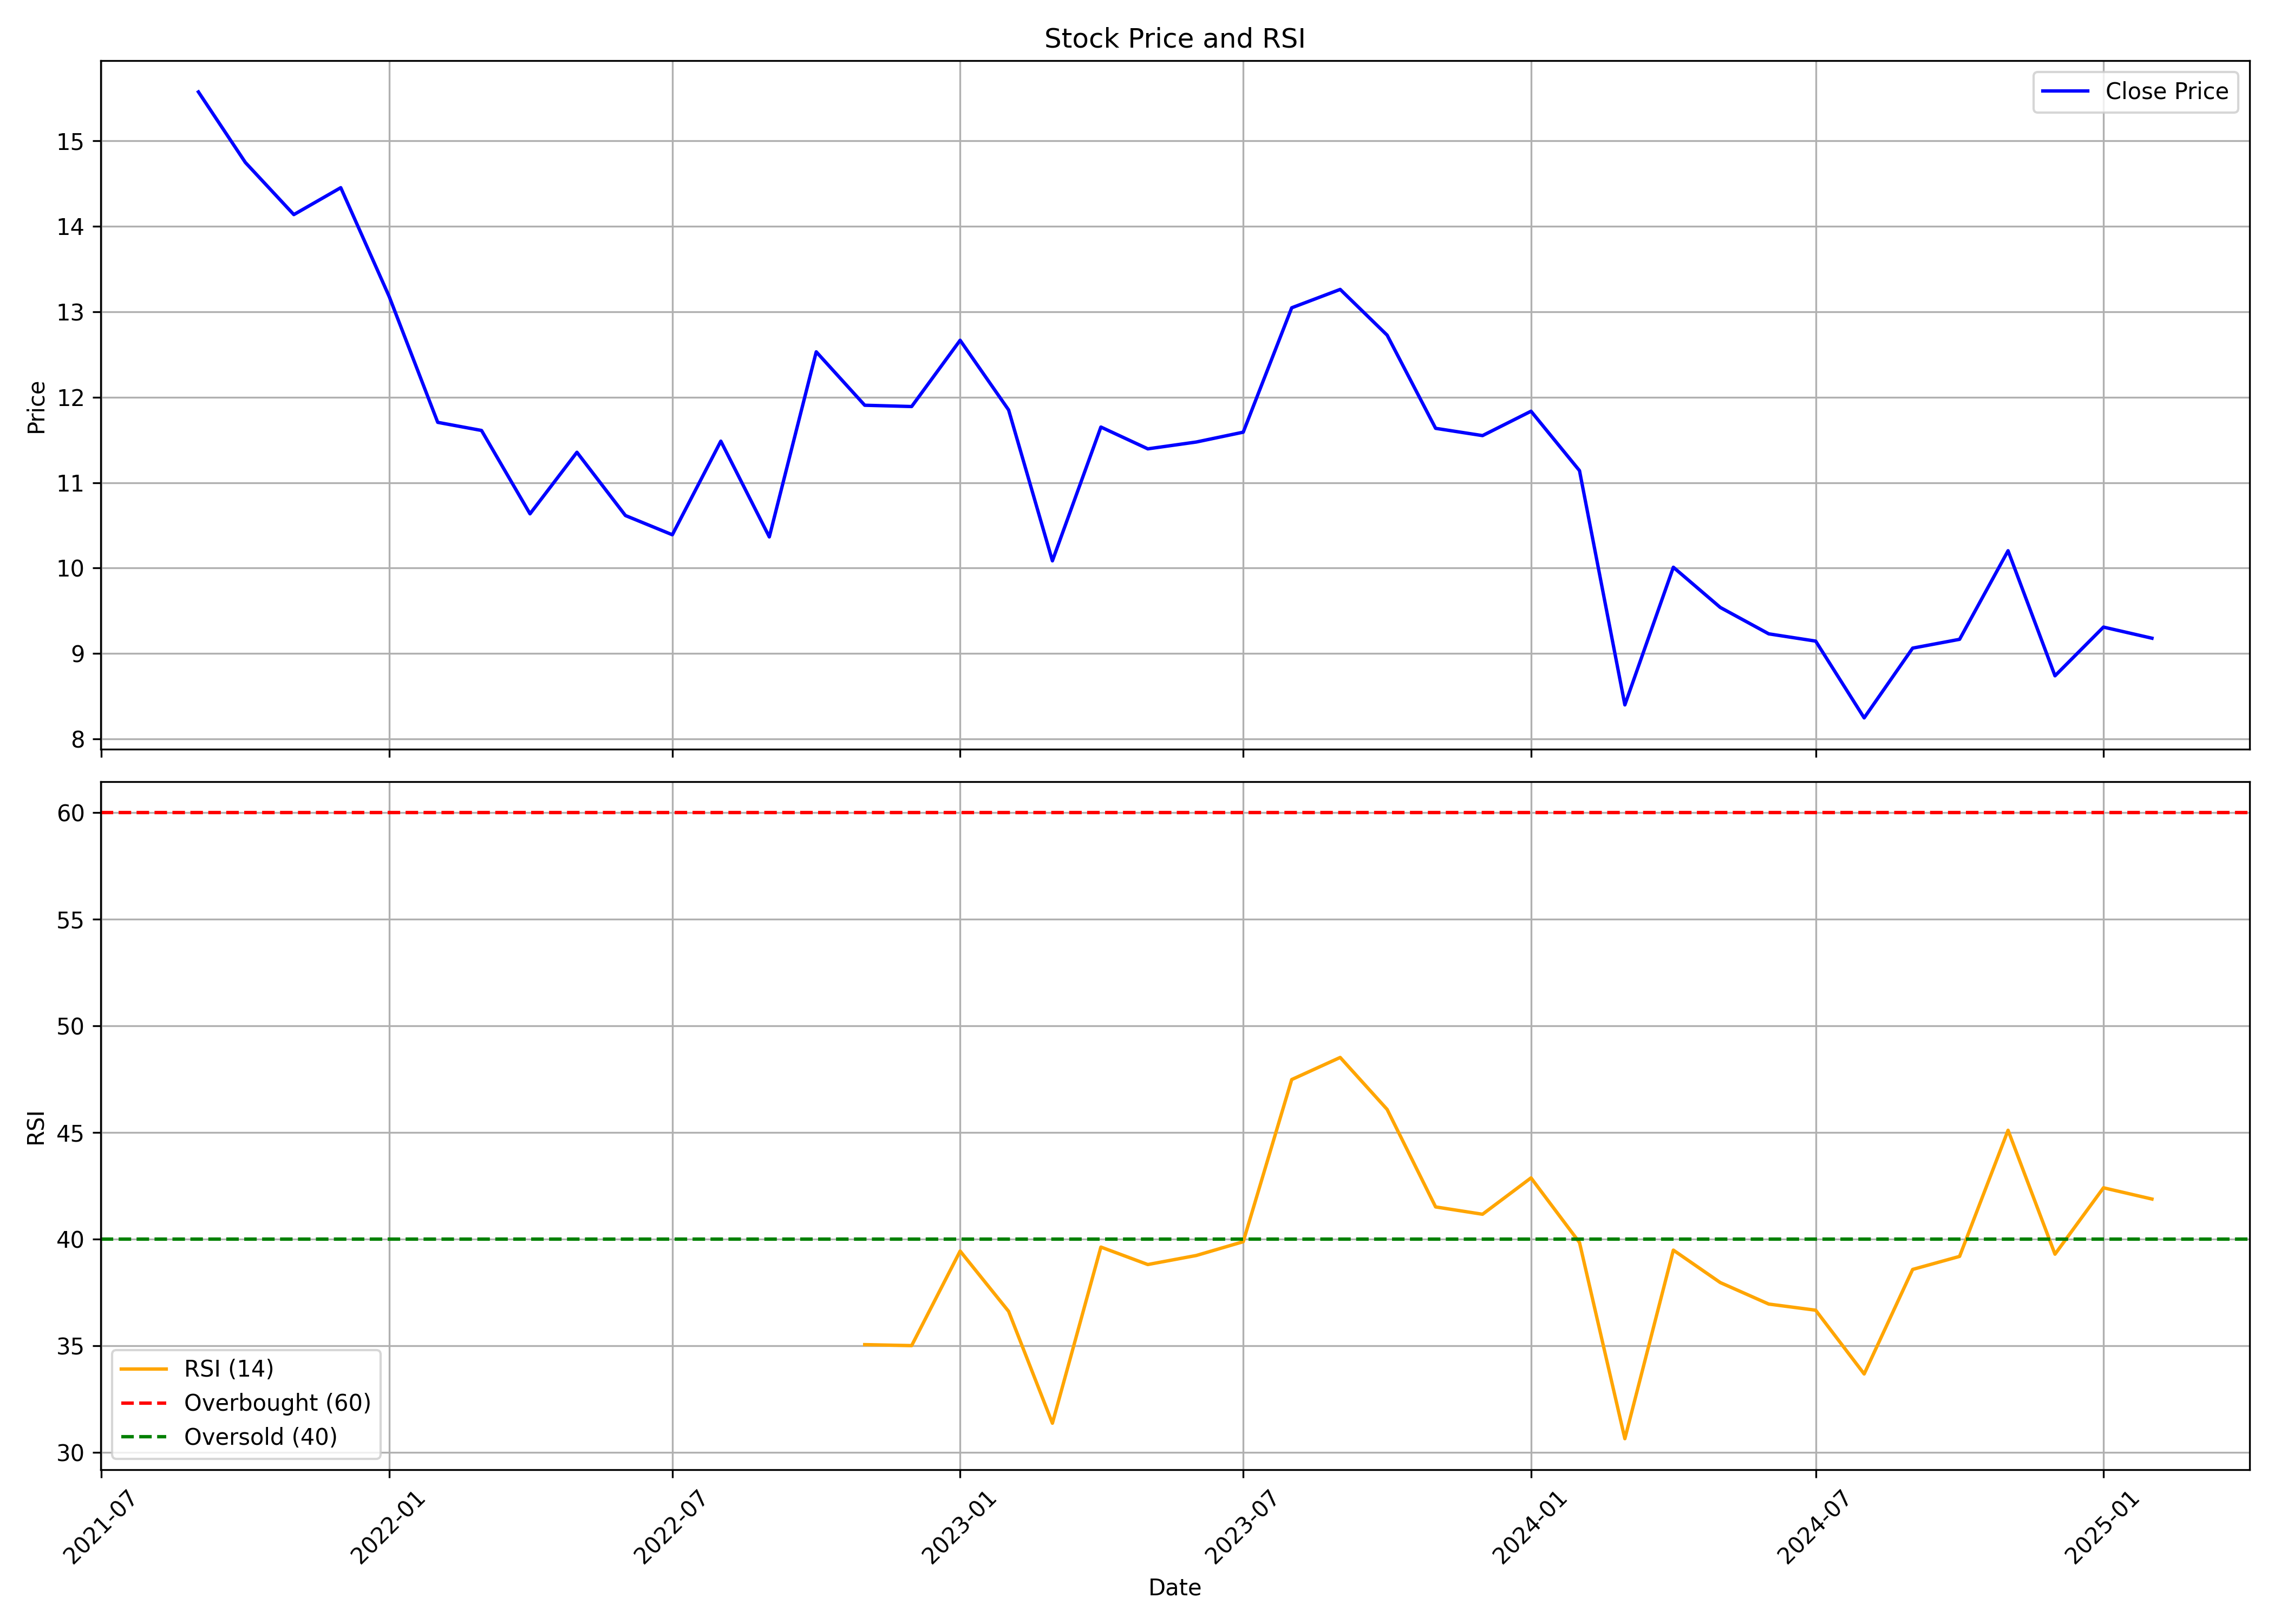 Stock Price and RSI
Close Price
Price
15
14
13
12
11
10
9
8
RSI
60
55
50
45
40
35
30
RSI (14)
Overbought (60)
Oversold (40)
2021-07
2022-01
2022-07
2023-01
2023-07
2024-01
2024-07
2025-01
Date